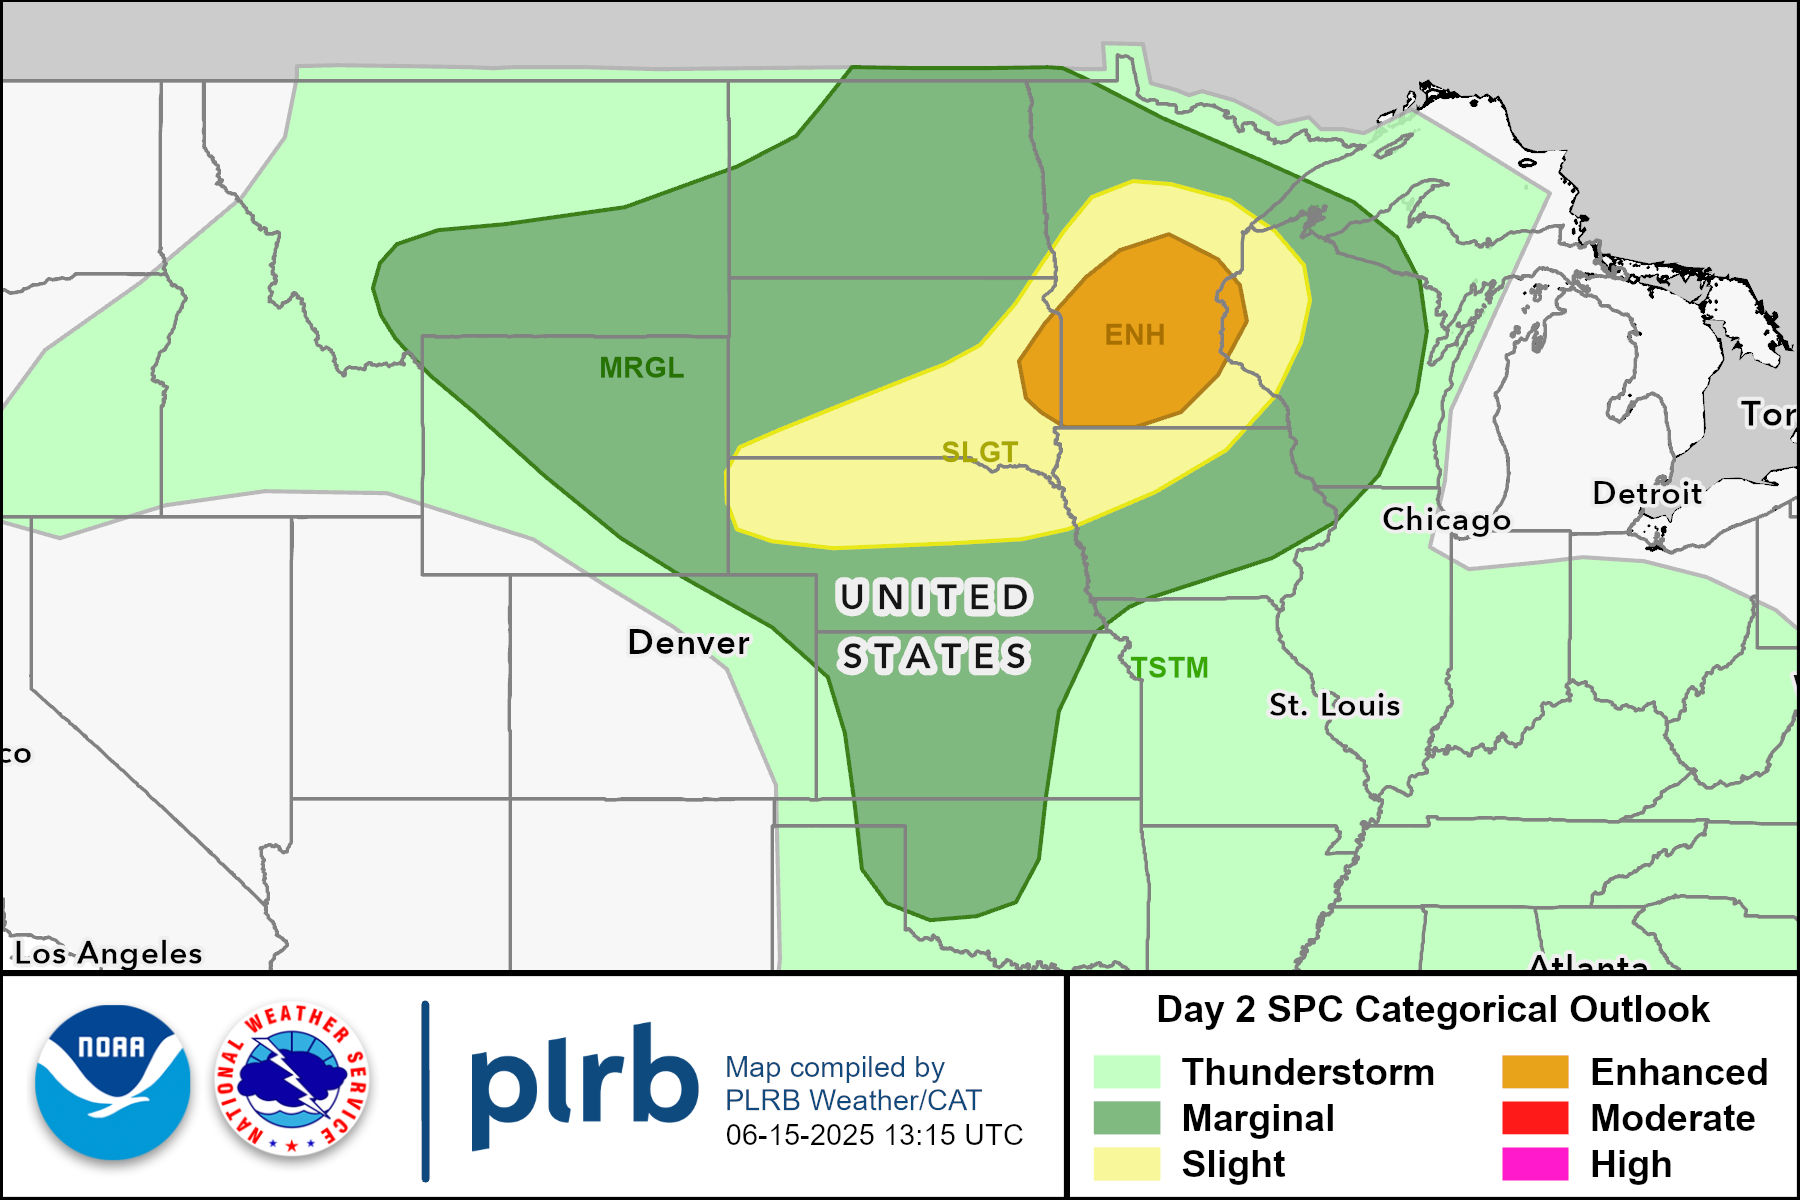 MRGL
ENH
SLGT
TSTM
UNITED
STATES
Denver
St. Louis
Chicago
Detroit
Tor
co
Los Angeles
Atlanta
NOAA
NATIONAL WEATHER SERVICE
plrb
Map compiled by
PLRB Weather/CAT
06-15-2025 13:15 UTC
Day 2 SPC Categorical Outlook
Thunderstorm
Marginal
Slight
Enhanced
Moderate
High